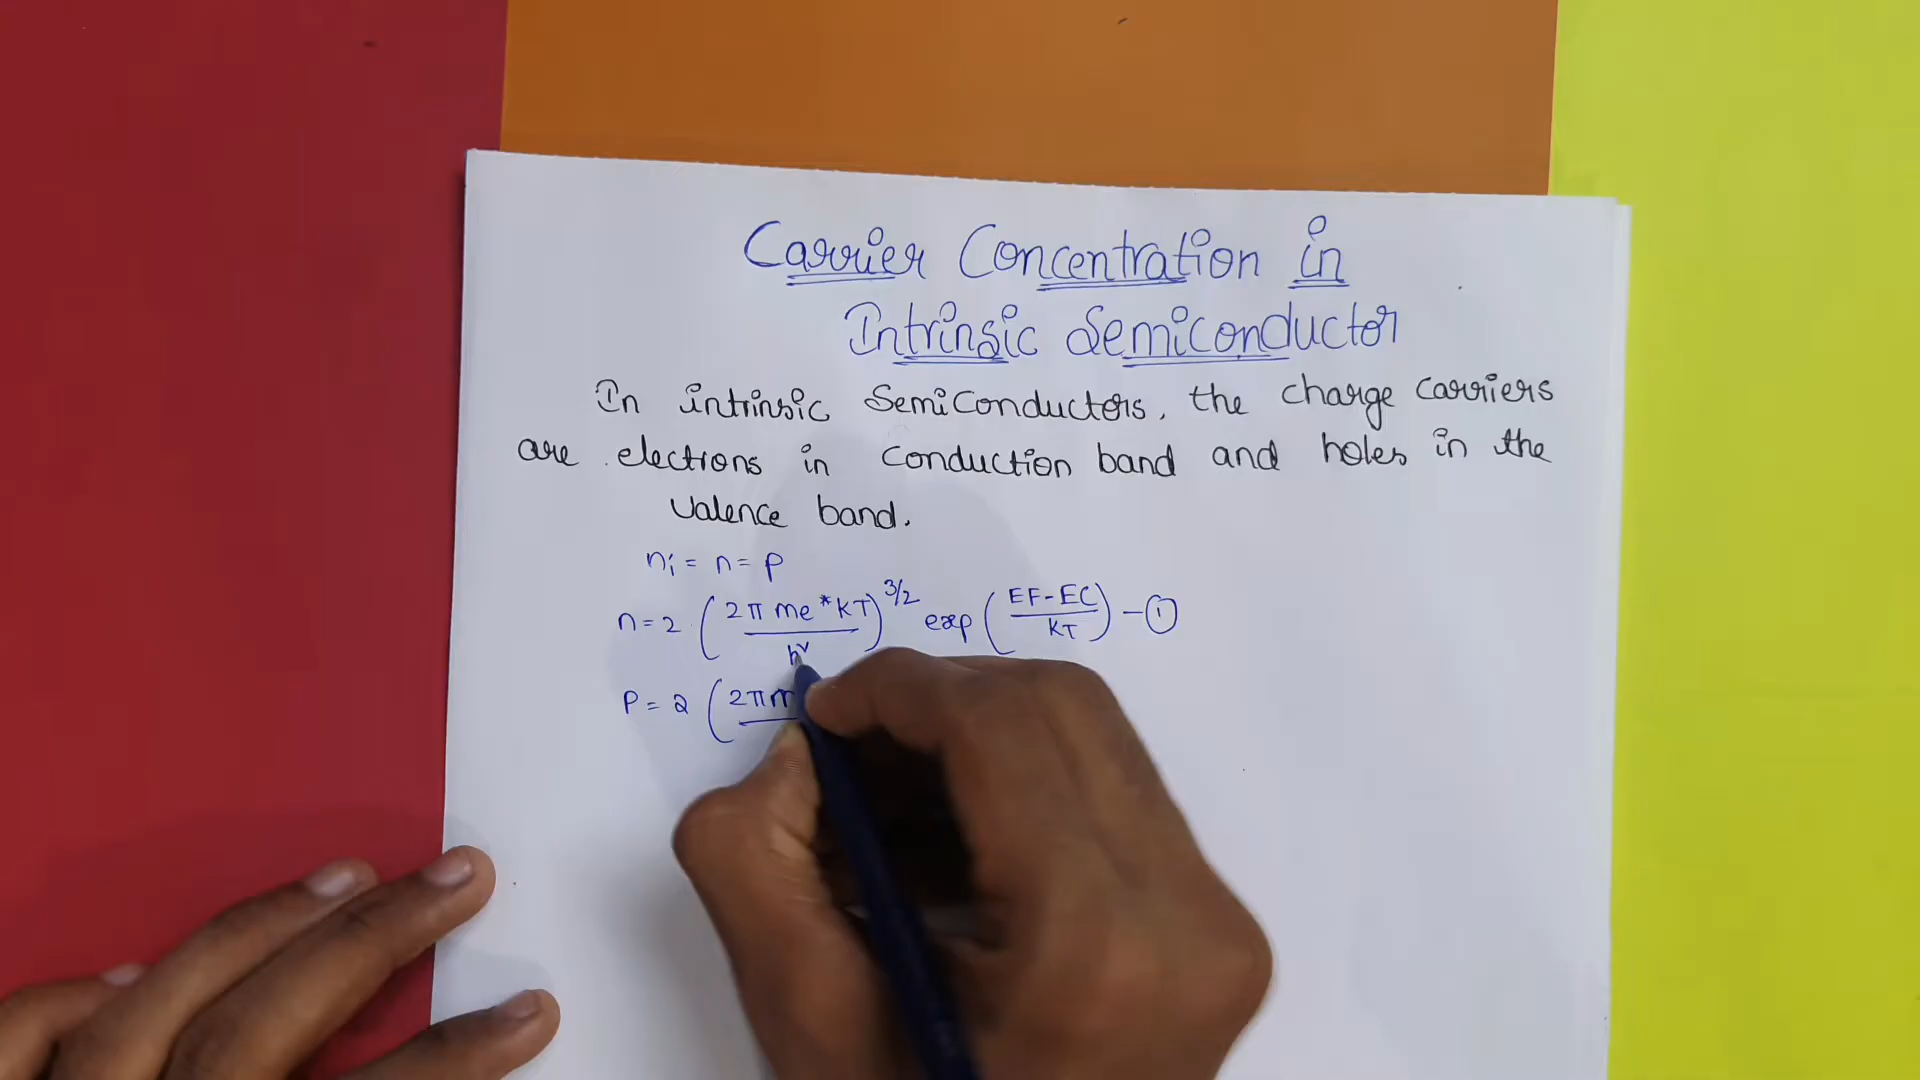 Carrier Concentration in
Intrinsic Semiconductor
In intrinsic Semiconductors, the charge carriers
are electrons in conduction band and holes in the
valence band.
ni = n = p
n = 2 (2π me*KT / h²)^3/2 exp (EF-EC / KT) - ①
P = 2 (2πm